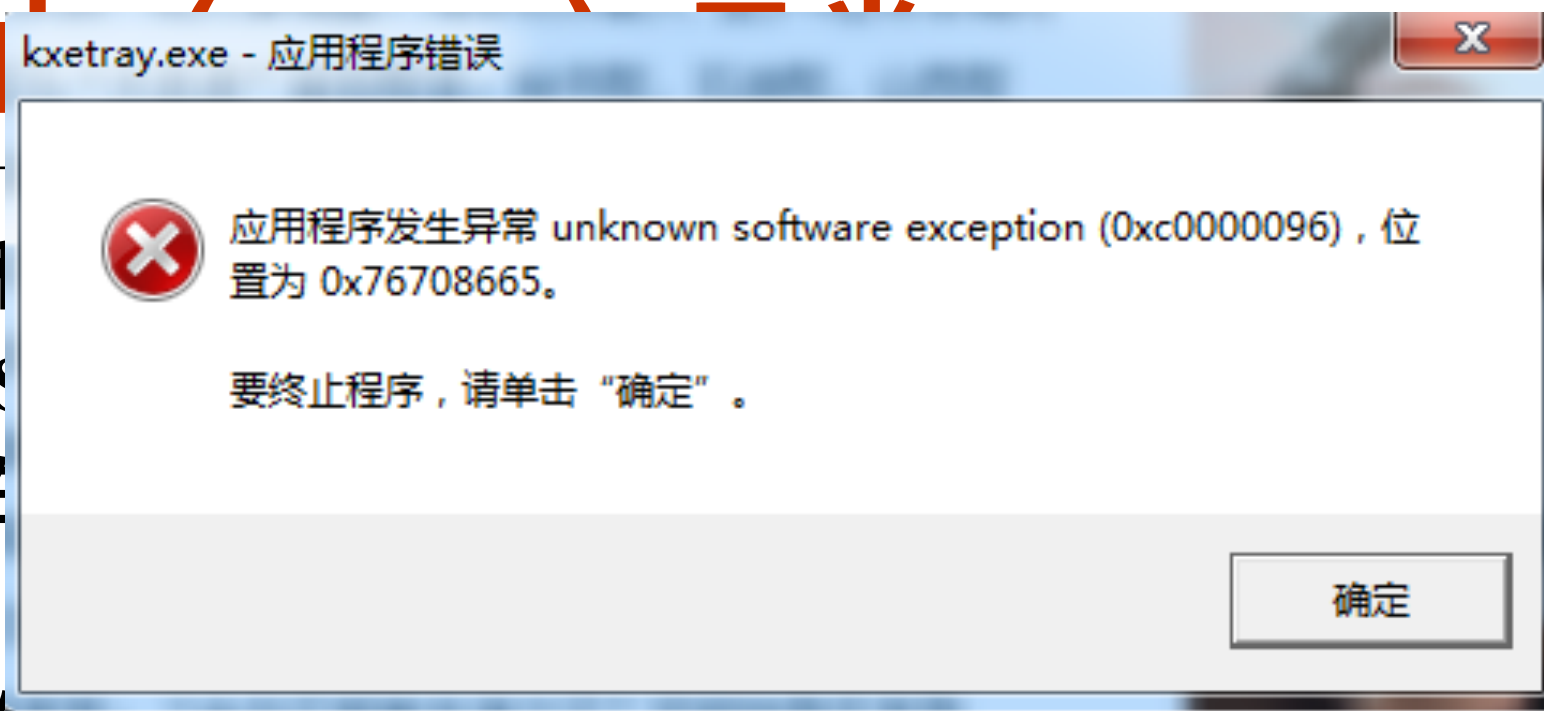 kxetray.exe - 应用程序错误
应用程序发生异常 unknown software exception (0xc0000096)，位
置为 0x76708665。
要终止程序，请单击“确定”。
确定